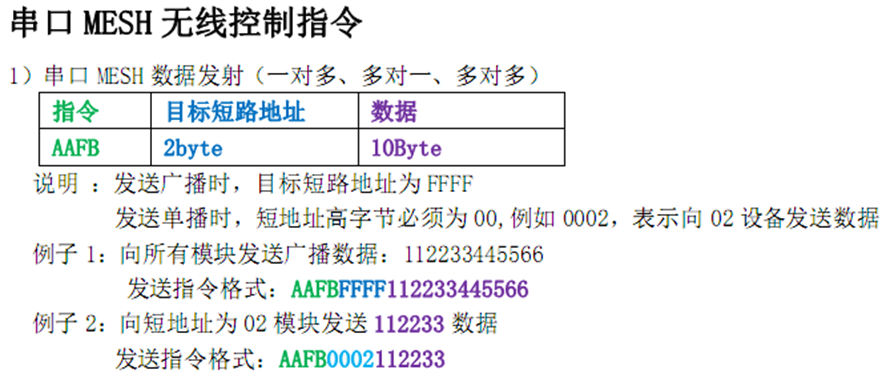 串口 MESH 无线控制指令
1）串口 MESH 数据发射（一对多、多对一、多对多）
指令 目标短路地址 数据
AAFB 2byte 10Byte
说明 ：发送广播时，目标短路地址为 FFFF
发送单播时，短地址高字节必须为 00,例如 0002，表示向 02 设备发送数据
例子 1：向所有模块发送广播数据：112233445566
发送指令格式：AAFBFFFF112233445566
例子 2：向短地址为 02 模块发送 112233 数据
发送指令格式：AAFB0002112233